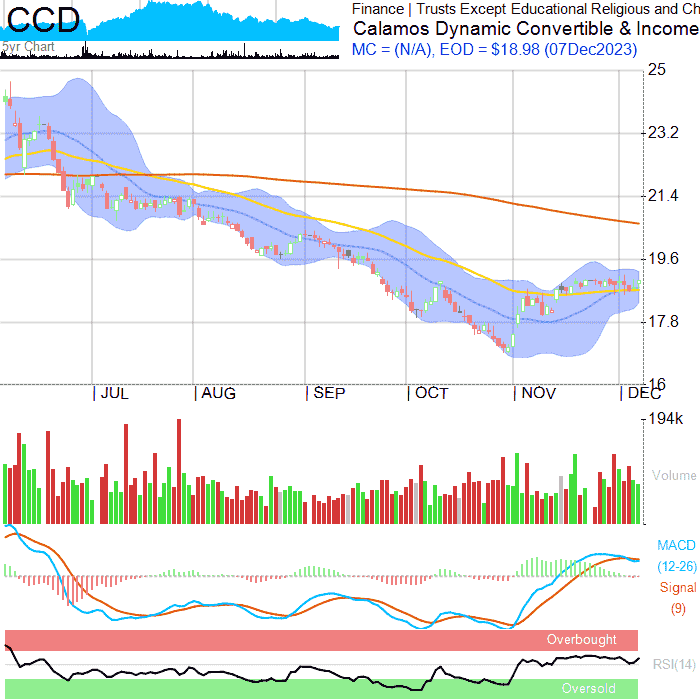 CCD
5yr Chart
Finance | Trusts Except Educational Religious and Ch
Calamos Dynamic Convertible & Income
MC = (N/A), EOD = $18.98 (07Dec2023)
25
23.2
21.4
19.6
17.8
16
JUL
AUG
SEP
OCT
NOV
DEC
194k
Volume
MACD
(12-26)
Signal
(9)
Overbought
RSI(14)
Oversold